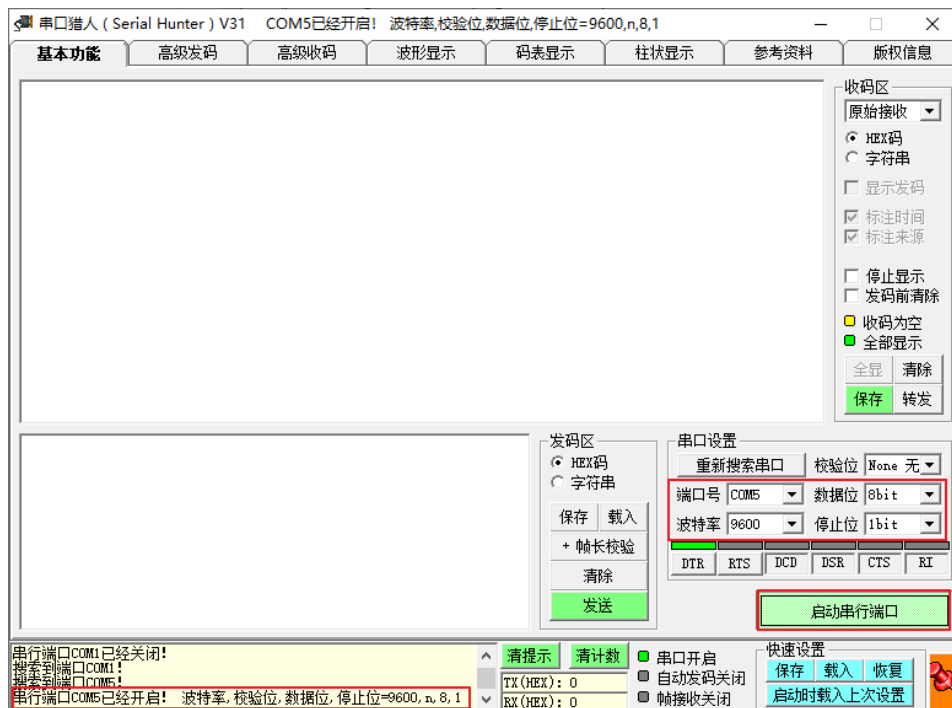 串口猎人(Serial Hunter)V31 COM5已经开启! 波特率,校验位,数据位,停止位=9600,n,8,1
基本功能 高级发码 高级收码 波形显示 码表显示 柱状显示 参考资料 版权信息
收码区
原始接收
HEX码
字符串
显示发码
标注时间
标注来源
停止显示
发码前清除
收码为空
全部显示
全显 清除
保存 转发
发码区
HEX码
字符串
保存 载入
+ 帧长校验
清除
发送
串口设置
重新搜索串口 校验位 None 无
端口号 COM5 数据位 8bit
波特率 9600 停止位 1bit
DTR RTS DCD DSR CTS RI
启动串行端口
串行端口COM1已经关闭!
搜索到端口COM1!
搜索到端口COM5!
串行端口COM5已经开启! 波特率,校验位,数据位,停止位=9600,n,8,1
清提示 清计数
TX(HEX): 0
RX(HEX): 0
串口开启
自动发码关闭
帧接收关闭
快速设置
保存 载入 恢复
启动时载入上次设置